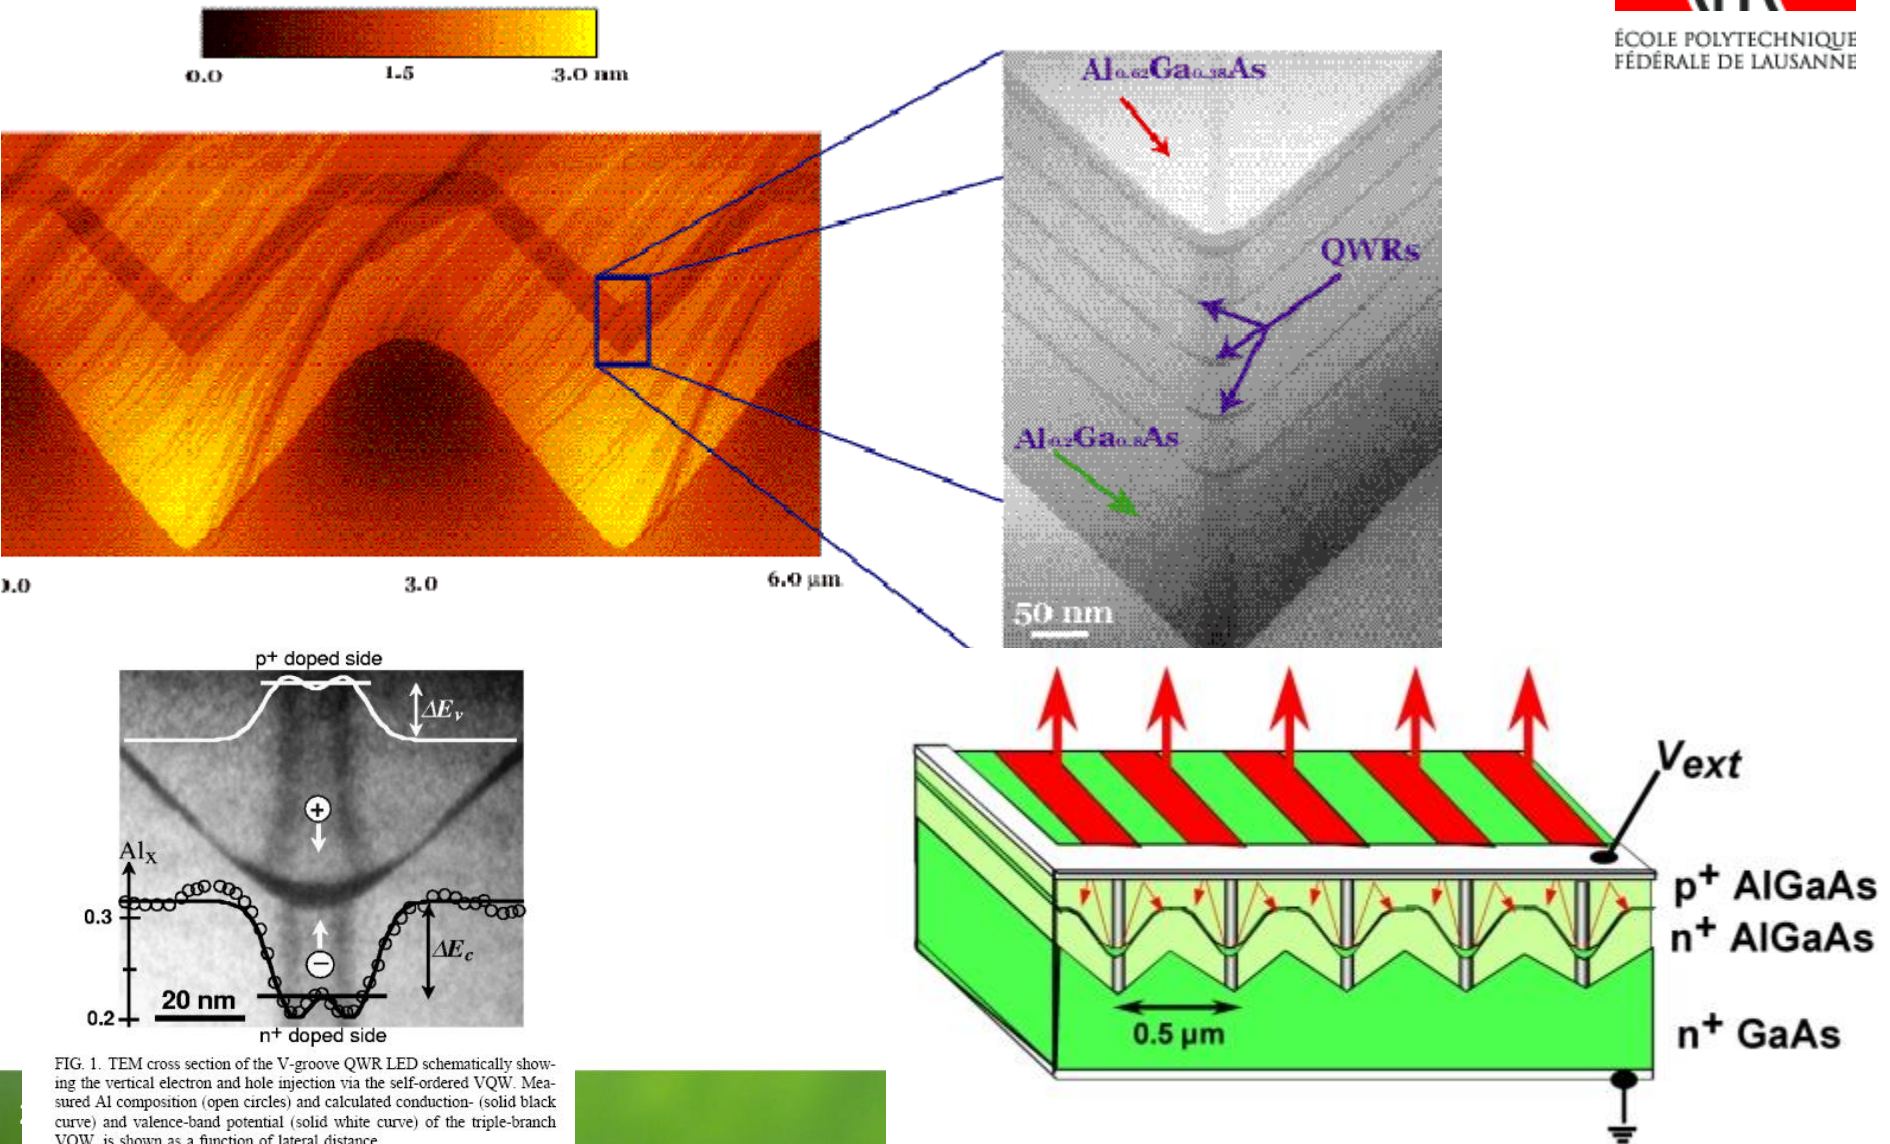 ÉCOLE POLYTECHNIQUE
FÉDÉRALE DE LAUSANNE
0.0 1.5 3.0 nm
Al0.62Ga0.38As
QWRs
Al0.2Ga0.8As
50 nm
3.0 6.0 µm
p+ doped side
ΔEv
+
Alx
0.3
ΔEc
−
20 nm
0.2
n+ doped side
FIG. 1. TEM cross section of the V-groove QWR LED schematically show-
ing the vertical electron and hole injection via the self-ordered VQW. Mea-
sured Al composition (open circles) and calculated conduction- (solid black
curve) and valence-band potential (solid white curve) of the triple-branch
VQW, is shown as a function of lateral distance.
Vext
p+ AlGaAs
n+ AlGaAs
0.5 µm
n+ GaAs